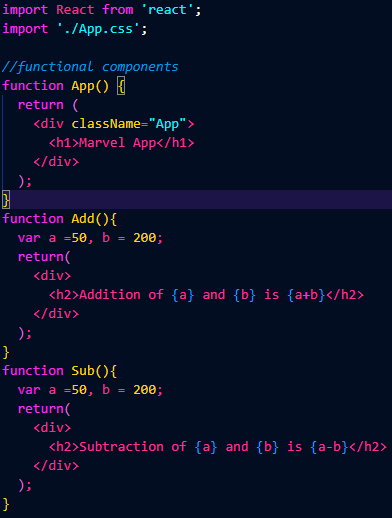 import React from 'react';
import './App.css';

//functional components
function App() {
  return (
    <div className="App">
      <h1>Marvel App</h1>
    </div>
  );
}
function Add(){
  var a =50, b = 200;
  return(
    <div>
      <h2>Addition of {a} and {b} is {a+b}</h2>
    </div>
  );
}
function Sub(){
  var a =50, b = 200;
  return(
    <div>
      <h2>Subtraction of {a} and {b} is {a-b}</h2>
    </div>
  );
}